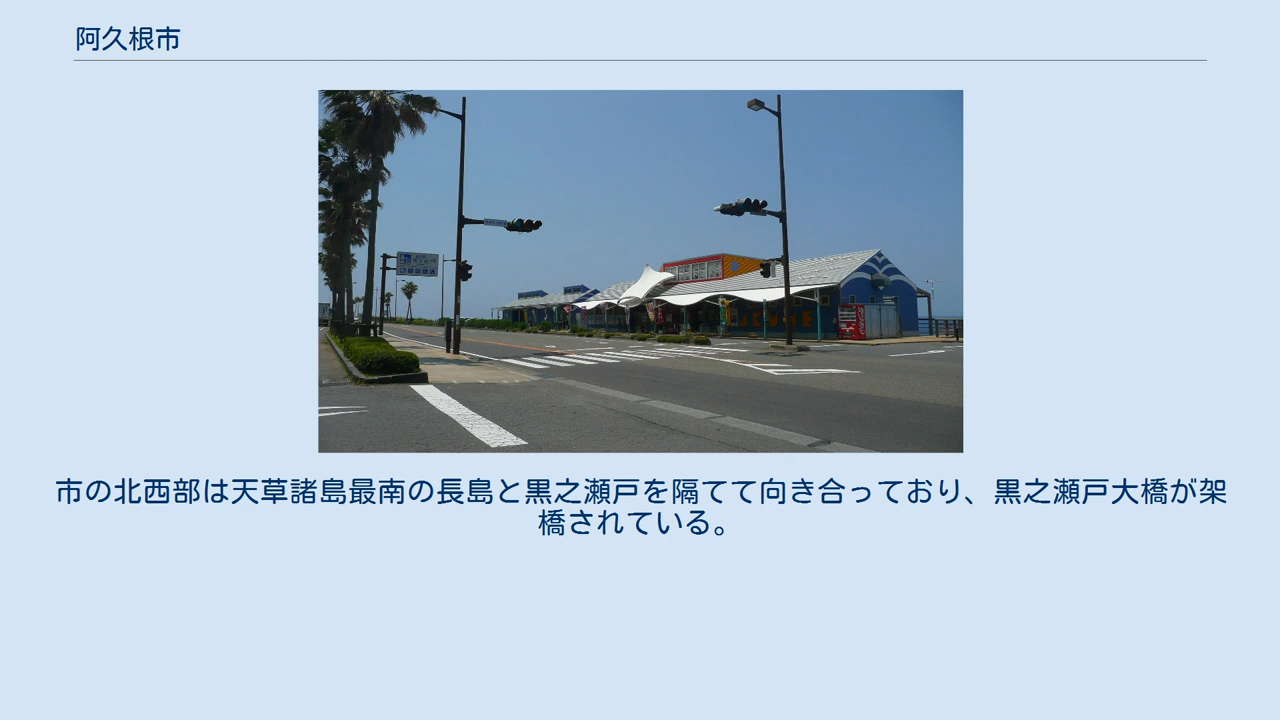 阿久根市
市の北西部は天草諸島最南の長島と黒之瀬戸を隔てて向き合っており、黒之瀬戸大橋が架
橋されている。